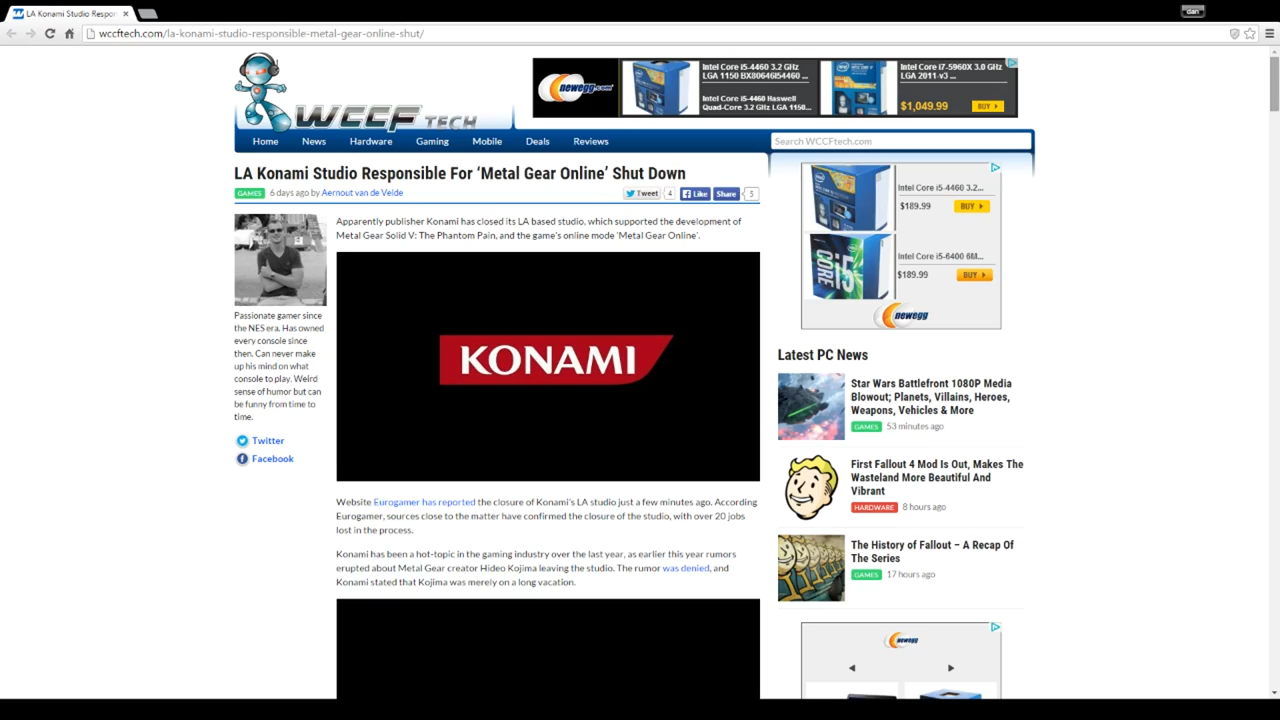 LA Konami Studio Respor
dan
wccftech.com/la-konami-studio-responsible-metal-gear-online-shut/
WCCF TECH
newegg.com
Intel Core i5-4460 3.2 GHz
LGA 1150 BX80646I54460 ...
Intel Core i5-4460 Haswell
Quad-Core 3.2 GHz LGA 1150...
Intel Core i7-5960X 3.0 GHz
LGA 2011-v3 ...
$1,049.99 BUY
Home News Hardware Gaming Mobile Deals Reviews
Search WCCFtech.com
LA Konami Studio Responsible For ‘Metal Gear Online’ Shut Down
GAMES 6 days ago by Aernout van de Velde
Tweet 4 Like Share 5
Passionate gamer since
the NES era. Has owned
every console since
then. Can never make
up his mind on what
console to play. Weird
sense of humor but can
be funny from time to
time.
Twitter
Facebook
Apparently publisher Konami has closed its LA based studio, which supported the development of
Metal Gear Solid V: The Phantom Pain, and the game's online mode 'Metal Gear Online'.
KONAMI
Website Eurogamer has reported the closure of Konami's LA studio just a few minutes ago. According
Eurogamer, sources close to the matter have confirmed the closure of the studio, with over 20 jobs
lost in the process.
Konami has been a hot-topic in the gaming industry over the last year, as earlier this year rumors
erupted about Metal Gear creator Hideo Kojima leaving the studio. The rumor was denied, and
Konami stated that Kojima was merely on a long vacation.
Intel Core i5-4460 3.2...
$189.99 BUY
CORE i5
Intel Core i5-6400 6M...
$189.99 BUY
newegg
Latest PC News
Star Wars Battlefront 1080P Media
Blowout; Planets, Villains, Heroes,
Weapons, Vehicles & More
GAMES 53 minutes ago
First Fallout 4 Mod Is Out, Makes The
Wasteland More Beautiful And
Vibrant
HARDWARE 8 hours ago
The History of Fallout – A Recap Of
The Series
GAMES 17 hours ago
newegg